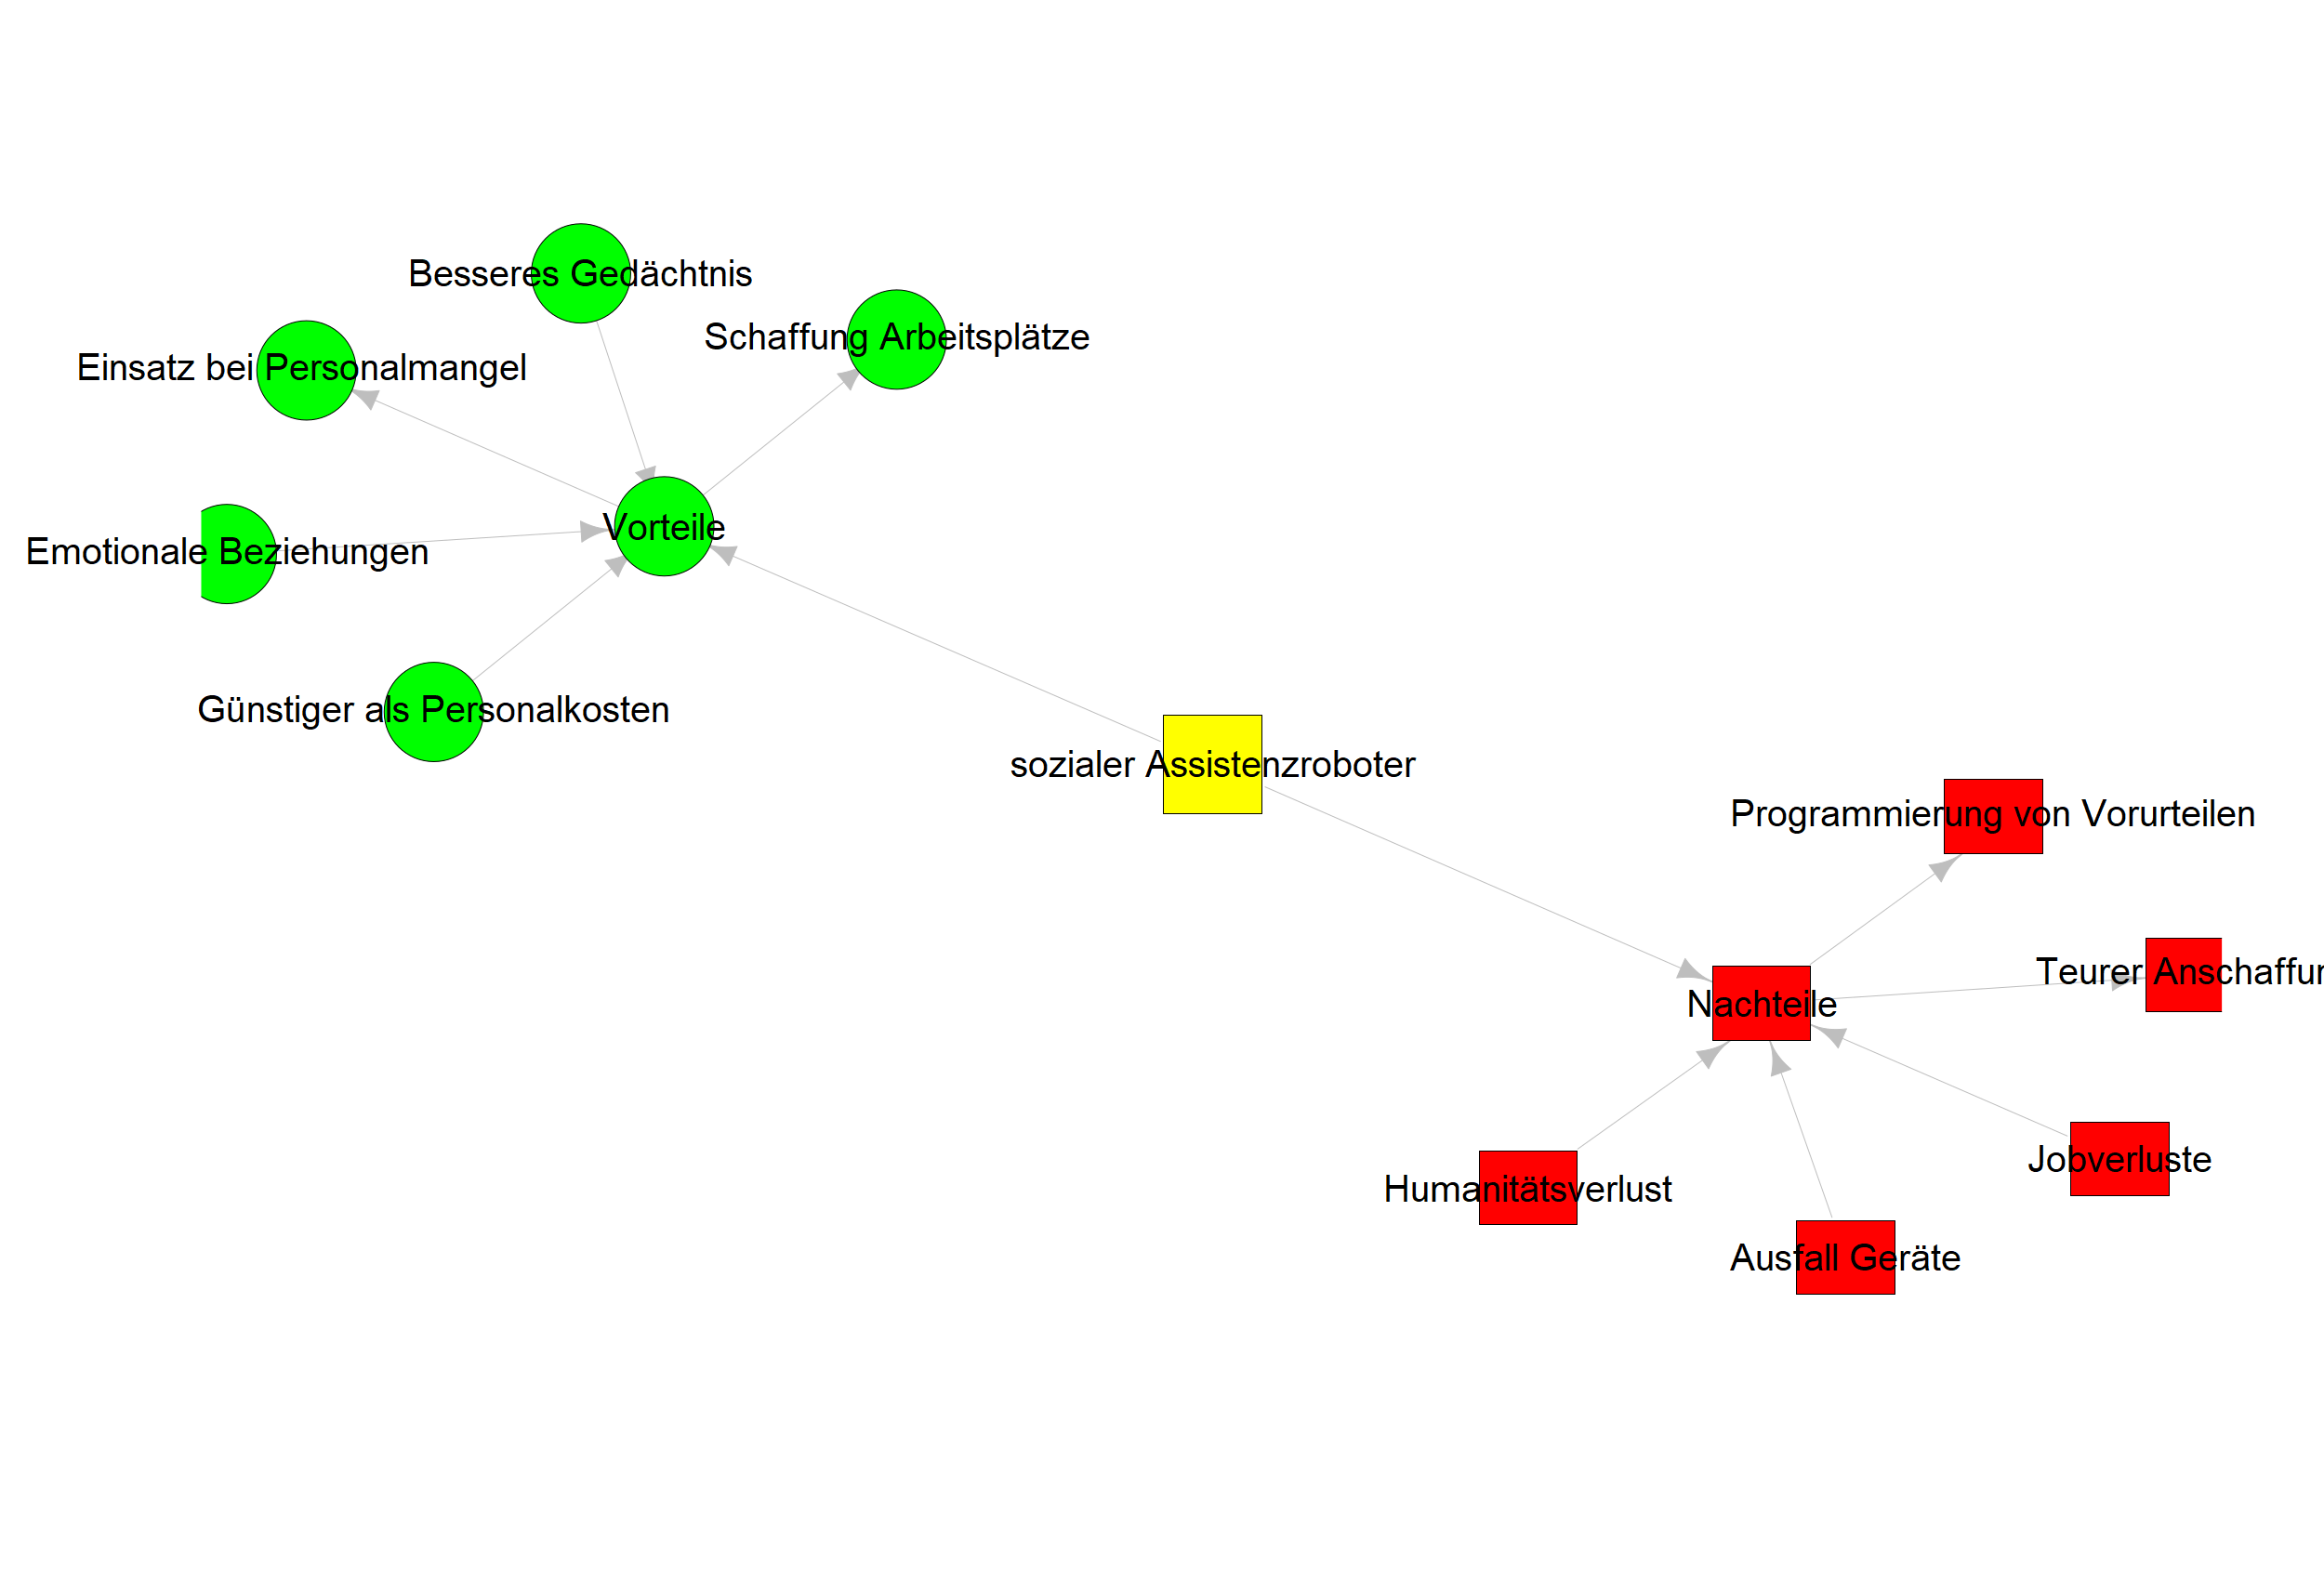 Besseres Gedächtnis
Schaffung Arbeitsplätze
Einsatz bei Personalmangel
Vorteile
Emotionale Beziehungen
Günstiger als Personalkosten
sozialer Assistenzroboter
Programmierung von Vorurteilen
Teurer Anschaffun
Nachteile
Jobverluste
Humanitätsverlust
Ausfall Geräte